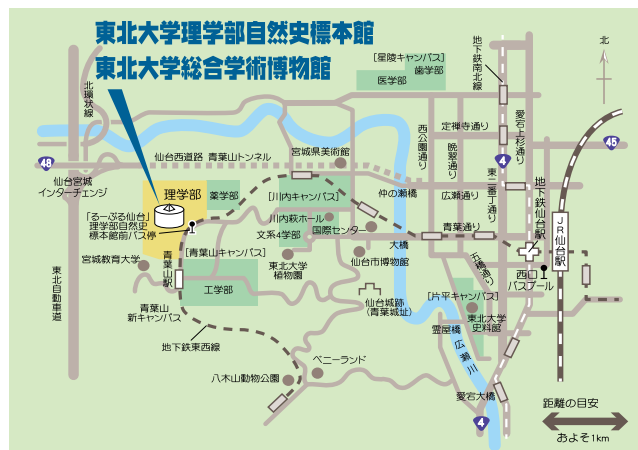 東北大学理学部自然史標本館
東北大学総合学術博物館
[星陵キャンパス]
歯学部
医学部
地下鉄南北線
北
北環状線
愛宕上杉通り
定禅寺通り
西公園通り
晩翠通り
東二番丁通り
48
45
4
仙台西道路 青葉山トンネル
宮城県美術館
仙台宮城
インターチェンジ
理学部
薬学部
[川内キャンパス]
仲の瀬橋
広瀬通り
地下鉄仙台駅
JR仙台駅
「るーぷる仙台」
理学部自然史
標本館前バス停
川内萩ホール
国際センター
文系4学部
青葉通り
大橋
[青葉山キャンパス]
宮城教育大学
青葉山駅
東北大学
植物園
仙台市博物館
五橋通り
西口
バスプール
東北自動車道
工学部
仙台城跡
(青葉城址)
[片平キャンパス]
東北大学
史料館
青葉山
新キャンパス
霊屋橋
広瀬川
地下鉄東西線
ベニーランド
八木山動物公園
愛宕大橋
4
距離の目安
およそ1km